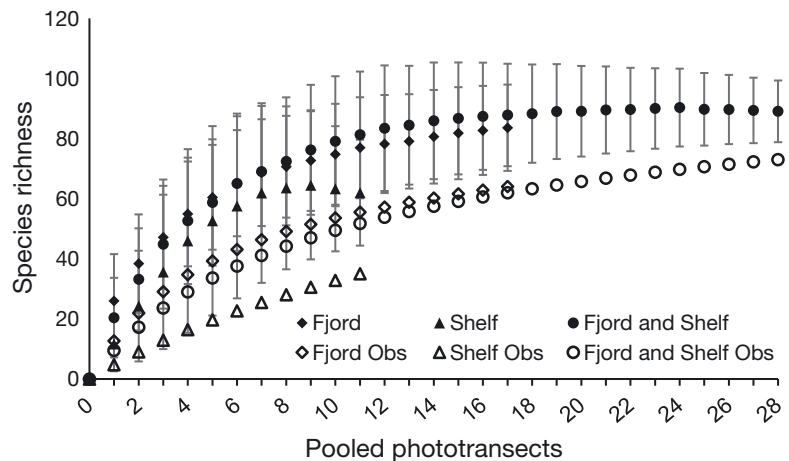 120
100
80
60
40
20
0
Species richness
Fjord Shelf Fjord and Shelf
Fjord Obs Shelf Obs Fjord and Shelf Obs
0 2 4 6 8 10 12 14 16 18 20 22 24 26 28
Pooled phototransects